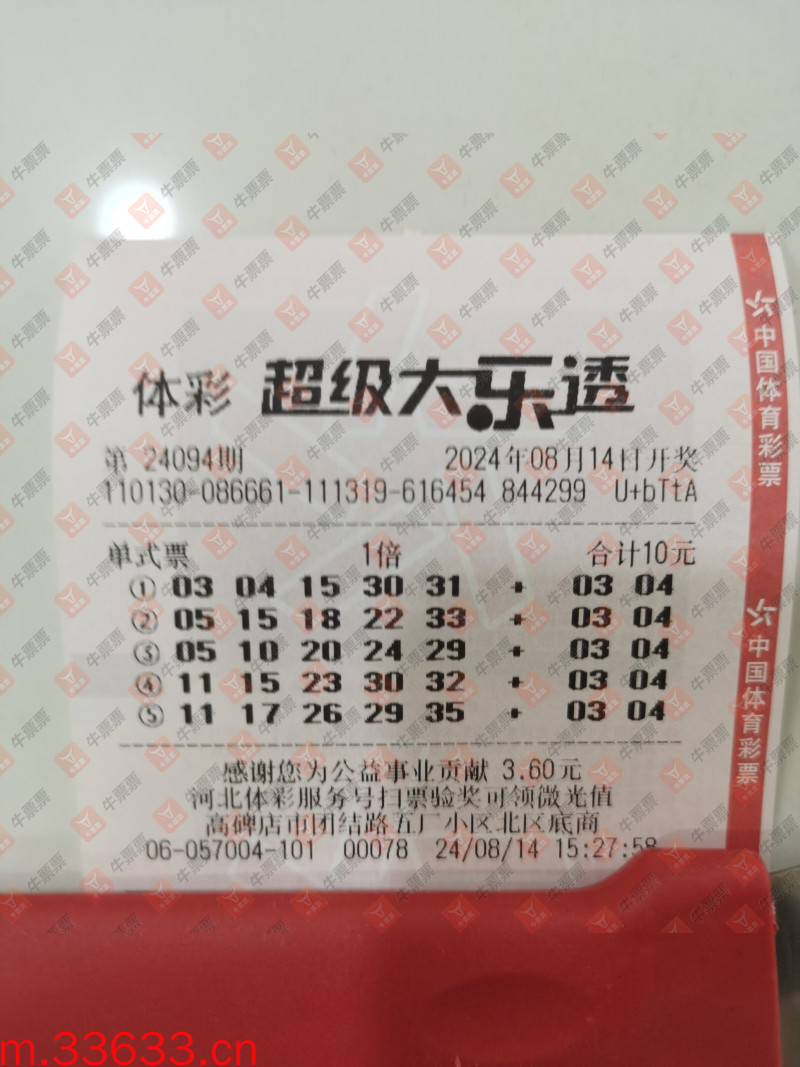 体彩 超级大乐透
第 24094期 2024年08月14日开奖
110130-086661-111319-616454 844299 U+bTtA
单式票 1倍 合计10元
① 03 04 15 30 31 + 03 04
② 05 15 18 22 33 + 03 04
③ 05 10 20 24 29 + 03 04
④ 11 15 23 30 32 + 03 04
⑤ 11 17 26 29 35 + 03 04
感谢您为公益事业贡献 3.60元
河北体彩服务号扫票验奖可领微光值
高碑店市团结路五厂小区北区底商
06-057004-101 00078 24/08/14 15:27:58
中国体育彩票
中国体育彩票
牛票票
m.33633.cn